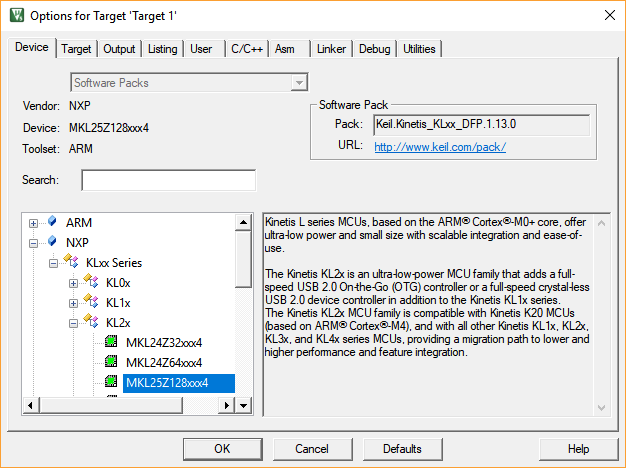 Options for Target 'Target 1'
Device Target Output Listing User C/C++ Asm Linker Debug Utilities
Software Packs
Vendor: NXP
Device: MKL25Z128xxx4
Toolset: ARM
Search:
Software Pack
Pack: Keil.Kinetis_KLxx_DFP.1.13.0
URL: http://www.keil.com/pack/
ARM
NXP
KLxx Series
KL0x
KL1x
KL2x
MKL24Z32xxx4
MKL24Z64xxx4
MKL25Z128xxx4
Kinetis L series MCUs, based on the ARM® Cortex®-M0+ core, offer
ultra-low power and small size with scalable integration and ease-of-
use.
The Kinetis KL2x is an ultra-low-power MCU family that adds a full-
speed USB 2.0 On-the-Go (OTG) controller or a full-speed crystal-less
USB 2.0 device controller in addition to the Kinetis KL1x series.
The Kinetis KL2x MCU family is compatible with Kinetis K20 MCUs
(based on ARM® Cortex®-M4), and with all other Kinetis KL1x, KL2x,
KL3x, and KL4x series MCUs, providing a migration path to lower and
higher performance and feature integration.
OK Cancel Defaults Help